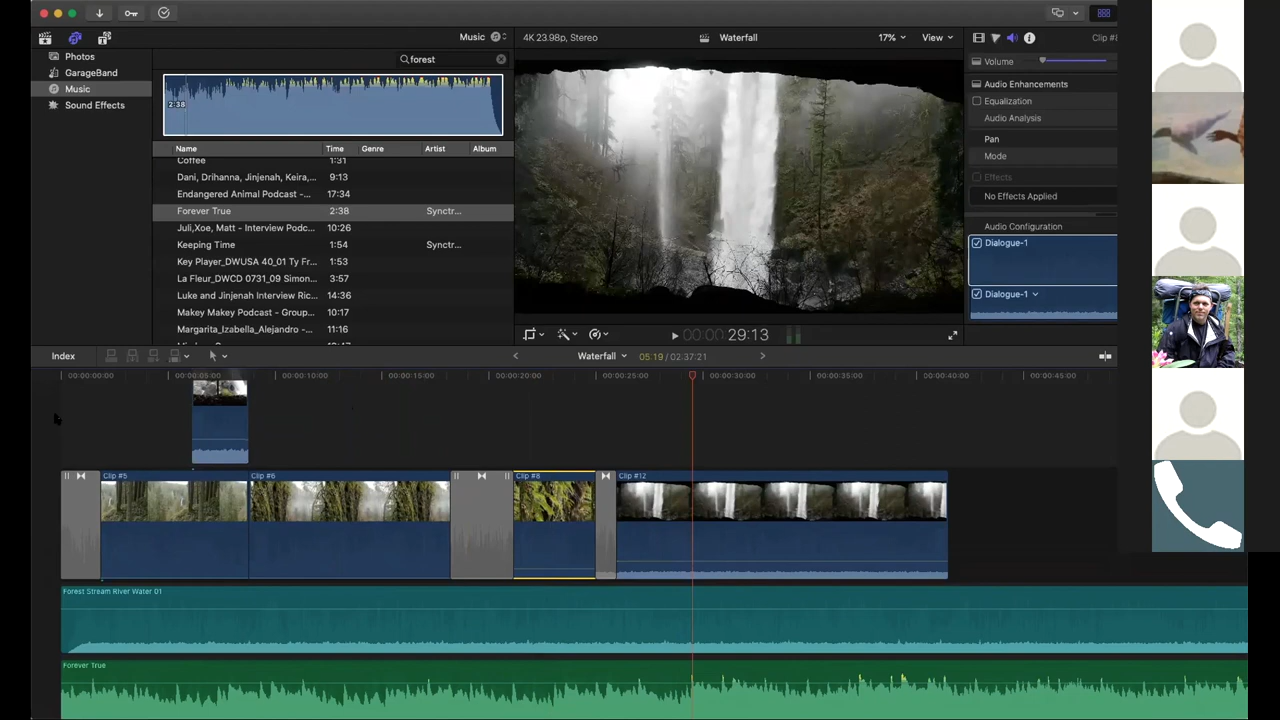 Music
4K 23.98p, Stereo
Waterfall
17%
View
Clip #8
Photos
GarageBand
Music
Sound Effects
forest
2:38
Name Time Genre Artist Album
Coffee 1:31
Dani, Drihanna, Jinjenah, Keira,... 9:13
Endangered Animal Podcast -... 17:34
Forever True 2:38 Synctr...
Juli,Xoe, Matt - Interview Podc... 10:26
Keeping Time 1:54 Synctr...
Key Player_DWUSA 40_01 Ty Fr... 1:53
La Fleur_DWCD 0731_09 Simon... 3:57
Luke and Jinjenah Interview Ric... 14:36
Makey Makey Podcast - Group... 10:17
Margarita_Izabella_Alejandro -... 11:16
Volume
Audio Enhancements
Equalization
Audio Analysis
Pan
Mode
Effects
No Effects Applied
Audio Configuration
Dialogue-1
Dialogue-1
00:00:29:13
Index
Waterfall
05:19 / 02:37:21
00:00:00:00 00:00:05:00 00:00:10:00 00:00:15:00 00:00:20:00 00:00:25:00 00:00:30:00 00:00:35:00 00:00:40:00 00:00:45:00
Clip #5 Clip #6 Clip #8 Clip #12
Forest Stream River Water 01
Forever True